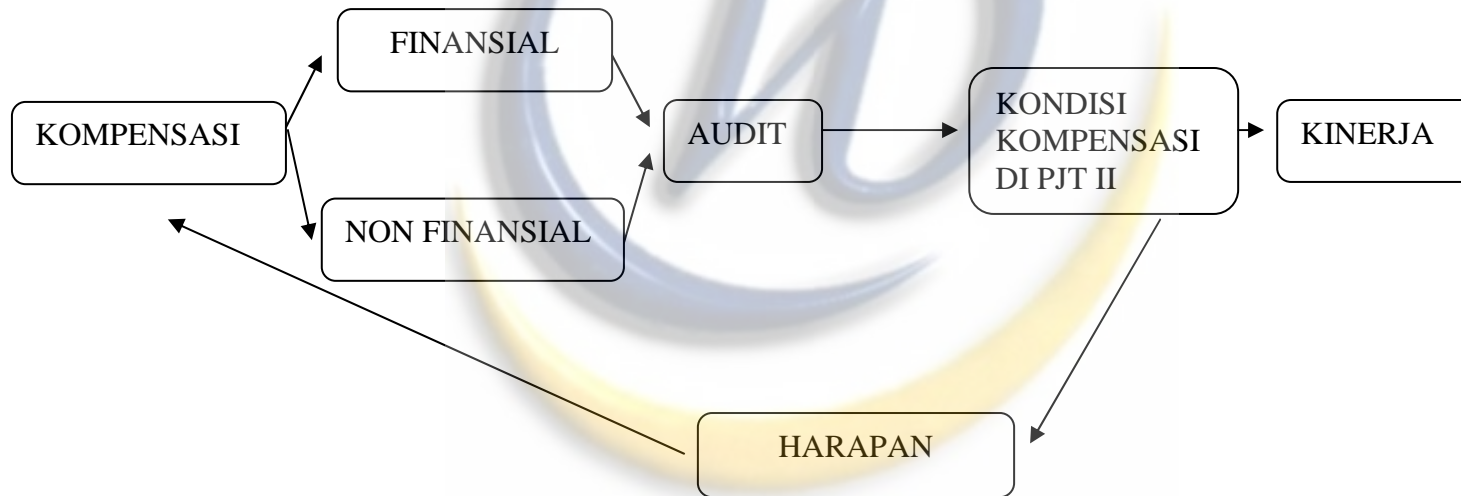 FINANSIAL
KOMPENSASI
NON FINANSIAL
AUDIT
KONDISI
KOMPENSASI
DI PJT II
KINERJA
HARAPAN